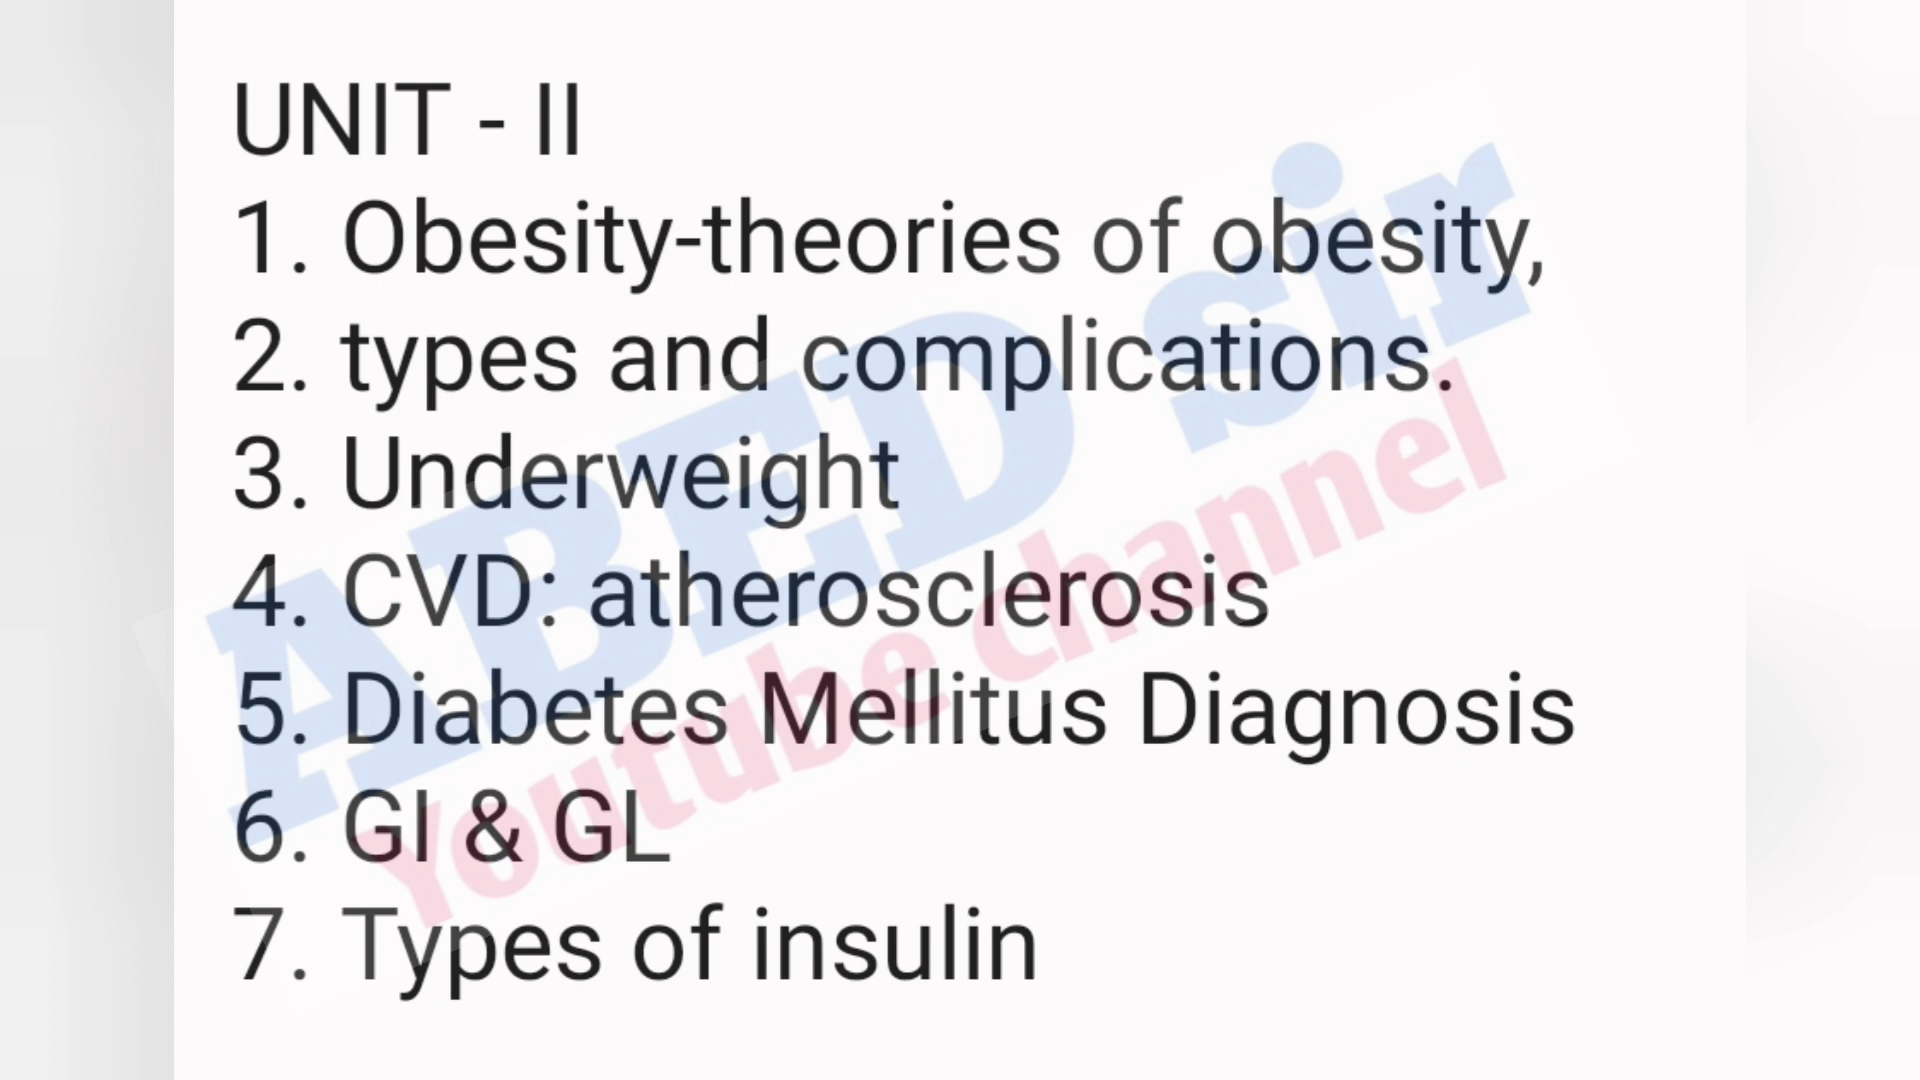 UNIT - II
1. Obesity-theories of obesity,
2. types and complications.
3. Underweight
4. CVD: atherosclerosis
5. Diabetes Mellitus Diagnosis
6. GI & GL
7. Types of insulin
ABED sir
Youtube channel